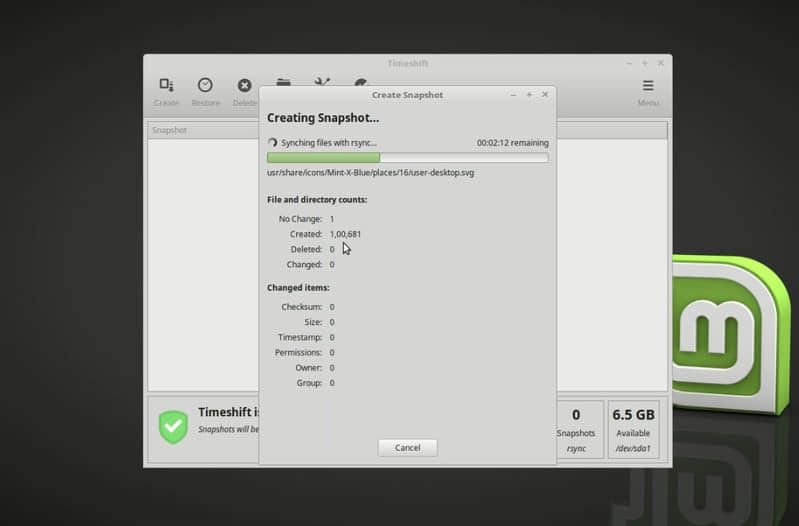 Timeshift
Create Restore Delete Menu
Snapshot
Create Snapshot
Creating Snapshot...
Synching files with rsync... 00:02:12 remaining
usr/share/icons/Mint-X-Blue/places/16/user-desktop.svg
File and directory counts:
No Change: 1
Created: 1,00,681
Deleted: 0
Changed: 0
Changed items:
Checksum: 0
Size: 0
Timestamp: 0
Permissions: 0
Owner: 0
Group: 0
Cancel
Timeshift is
Snapshots will be
0
Snapshots
rsync
6.5 GB
Available
/dev/sda1